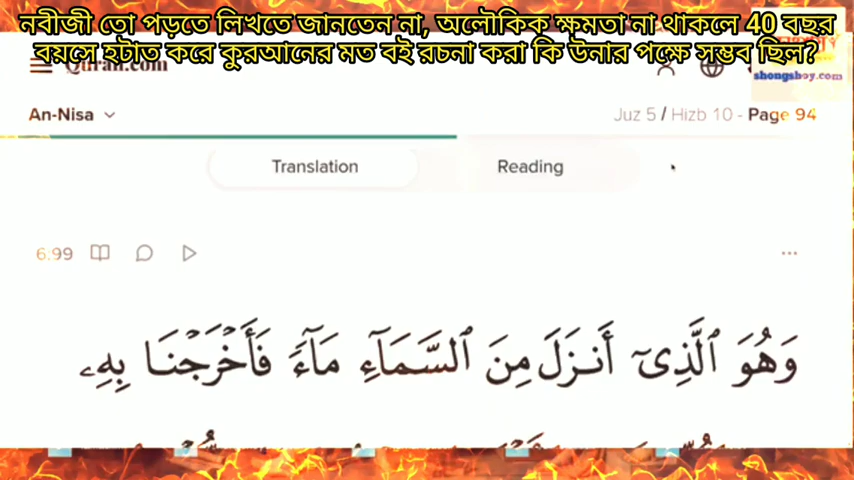 নবীজী তো পড়তে লিখতে জানতেন না, অলৌকিক ক্ষমতা না থাকলে 40 বছর
বয়সে হটাত করে কুরআনের মত বই রচনা করা কি উনার পক্ষে সম্ভব ছিল?
Quran.com
shongshoy.com
An-Nisa
Juz 5 / Hizb 10 - Page 94
Translation Reading
6:99
وَهُوَ ٱلَّذِىٓ أَنزَلَ مِنَ ٱلسَّمَآءِ مَآءً فَأَخْرَجْنَا بِهِۦ